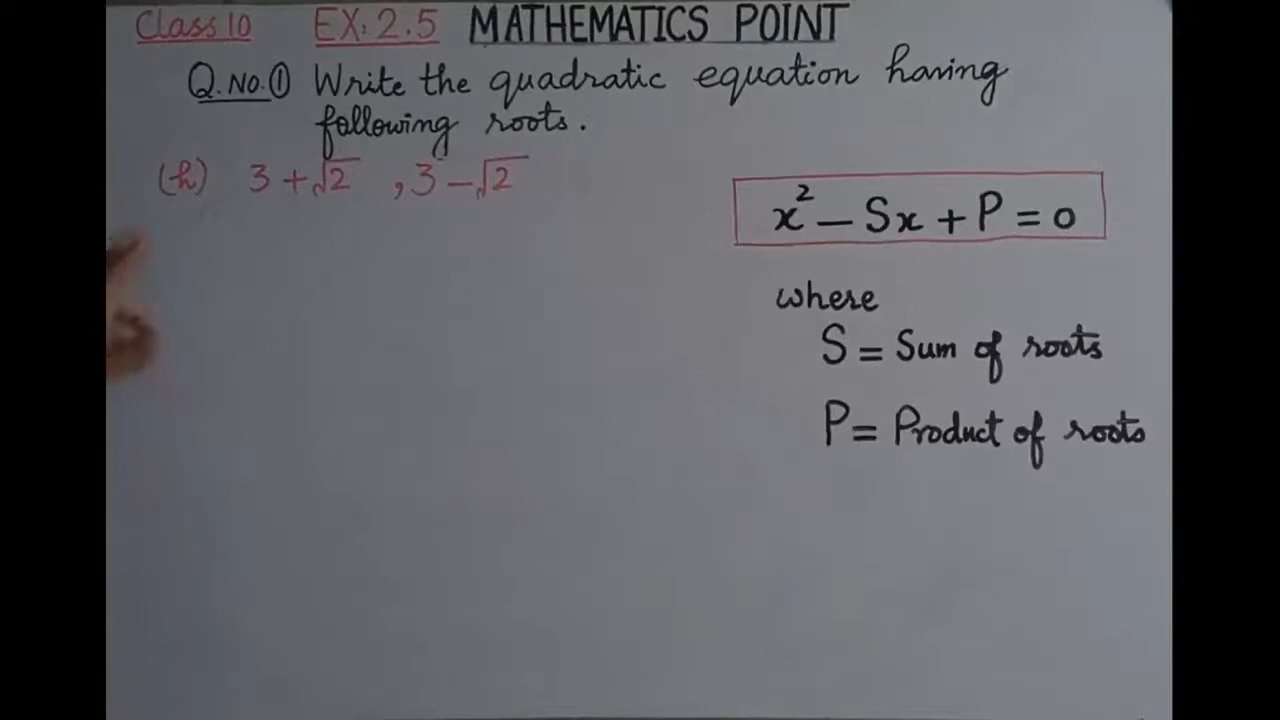 Class 10 EX: 2.5 MATHEMATICS POINT
Q.NO.① Write the quadratic equation having
following roots.
(h) 3+√2 , 3-√2
x² - Sx + P = 0
where
S = Sum of roots
P = Product of roots